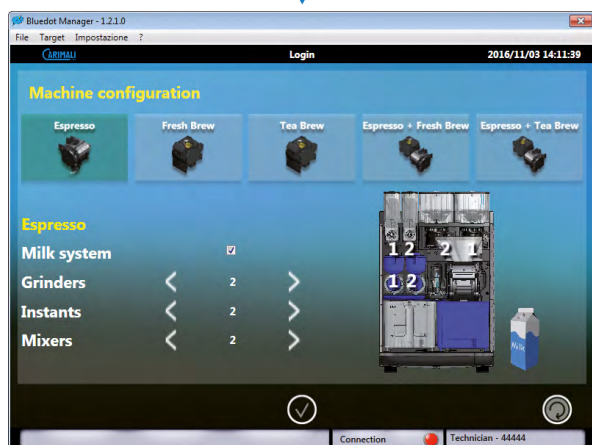 Bluedot Manager - 1.2.1.0
File Target Impostazione ?
CARIMALI Login 2016/11/03 14:11:39
Machine configuration
Espresso Fresh Brew Tea Brew Espresso + Fresh Brew Espresso + Tea Brew
Espresso
Milk system
Grinders 2
Instants 2
Mixers 2
1 2 2 1
1 2
Milk
Connection Technician - 44444